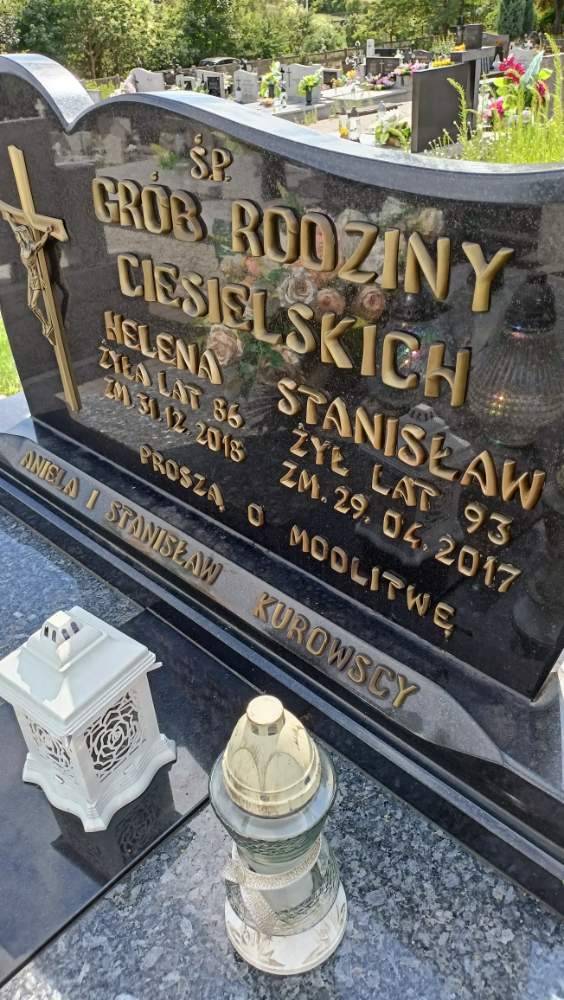 Ś.P.
GRÓB RODZINY
CIESIELSKICH
HELENA
ŻYŁA LAT 86
ZM. 31.12.2018
STANISŁAW
ŻYŁ LAT 93
ZM. 29.04.2017
PROSZĄ O MODLITWĘ
ANIELA I STANISŁAW KUROWSCY